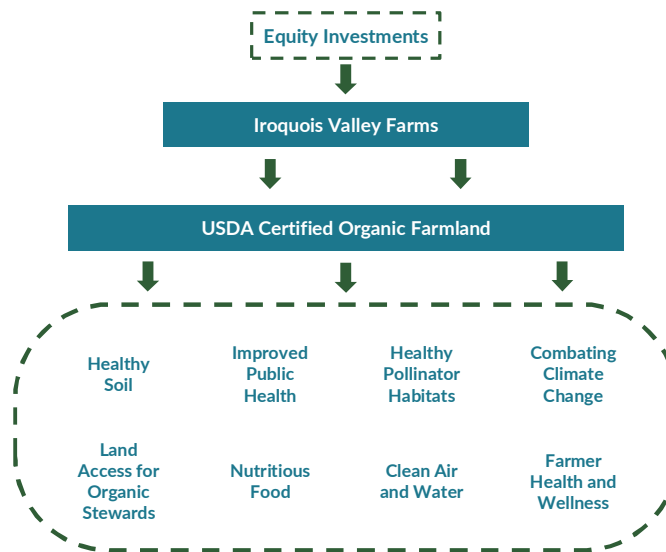 Equity Investments
Iroquois Valley Farms
USDA Certified Organic Farmland
Healthy
Soil
Improved
Public
Health
Healthy
Pollinator
Habitats
Combating
Climate
Change
Land
Access for
Organic
Stewards
Nutritious
Food
Clean Air
and Water
Farmer
Health and
Wellness